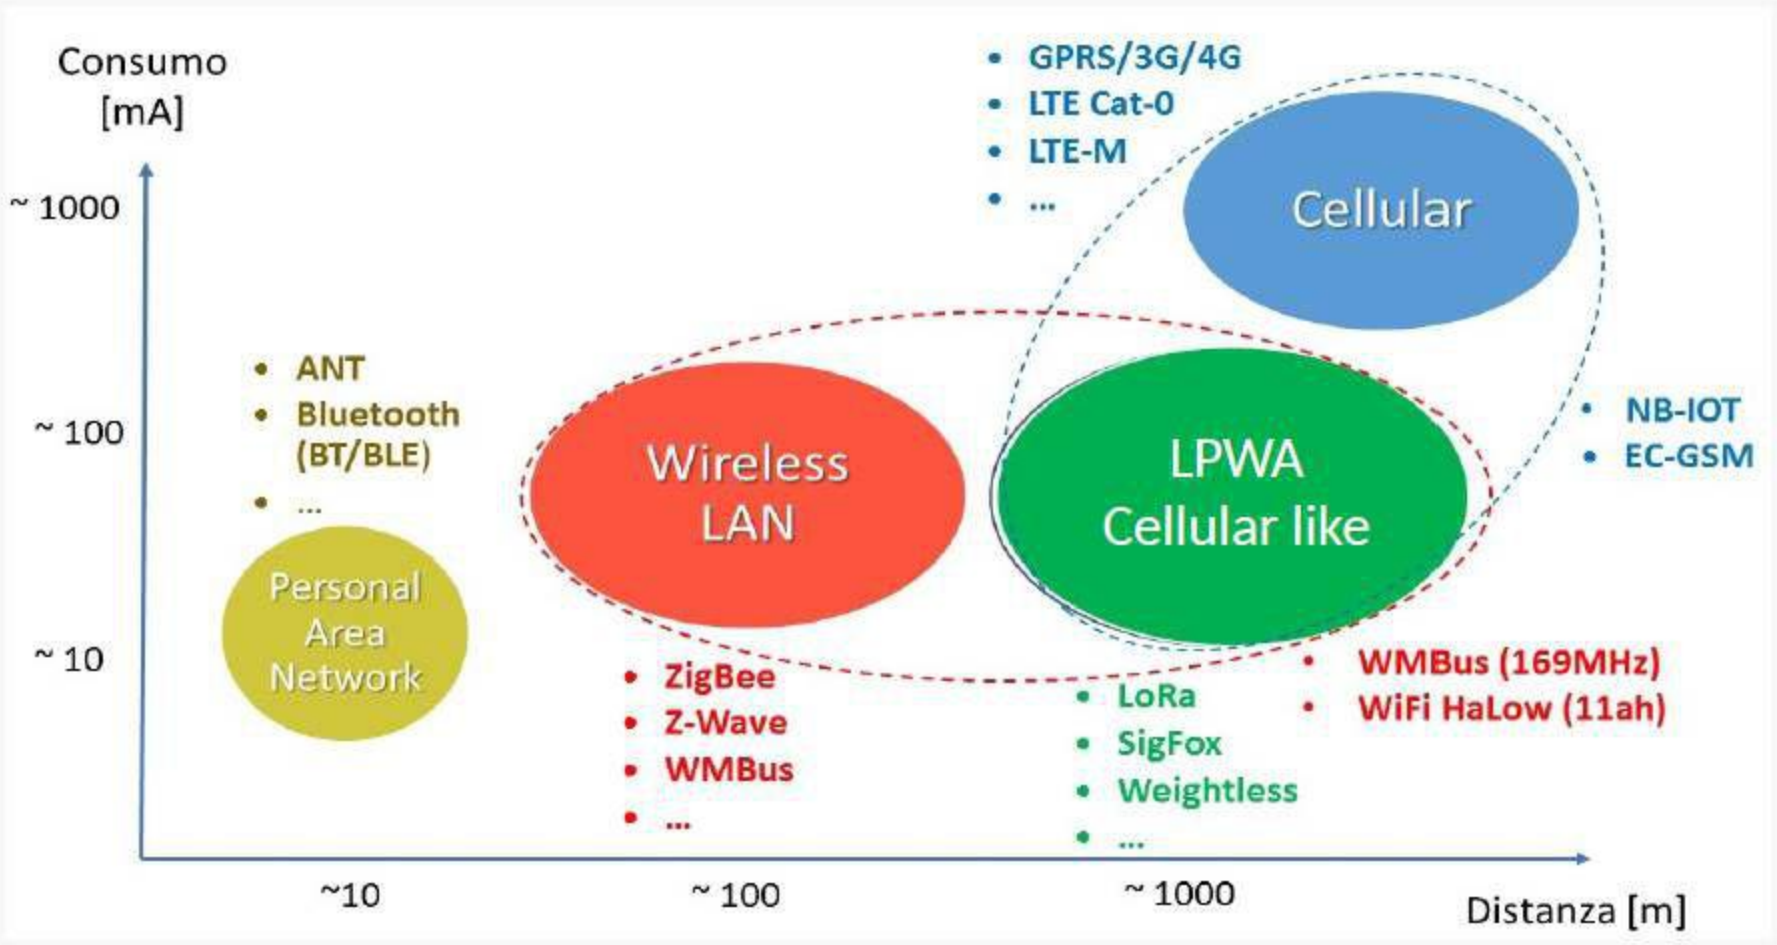 Consumo
[mA]
~ 1000
~ 100
~ 10
• GPRS/3G/4G
• LTE Cat-0
• LTE-M
• ...
Cellular
• ANT
• Bluetooth
(BT/BLE)
• ...
Personal
Area
Network
Wireless
LAN
LPWA
Cellular like
• NB-IOT
• EC-GSM
• ZigBee
• Z-Wave
• WMBus
• ...
• LoRa
• SigFox
• Weightless
• ...
• WMBus (169MHz)
• WiFi HaLow (11ah)
~10
~ 100
~ 1000
Distanza [m]